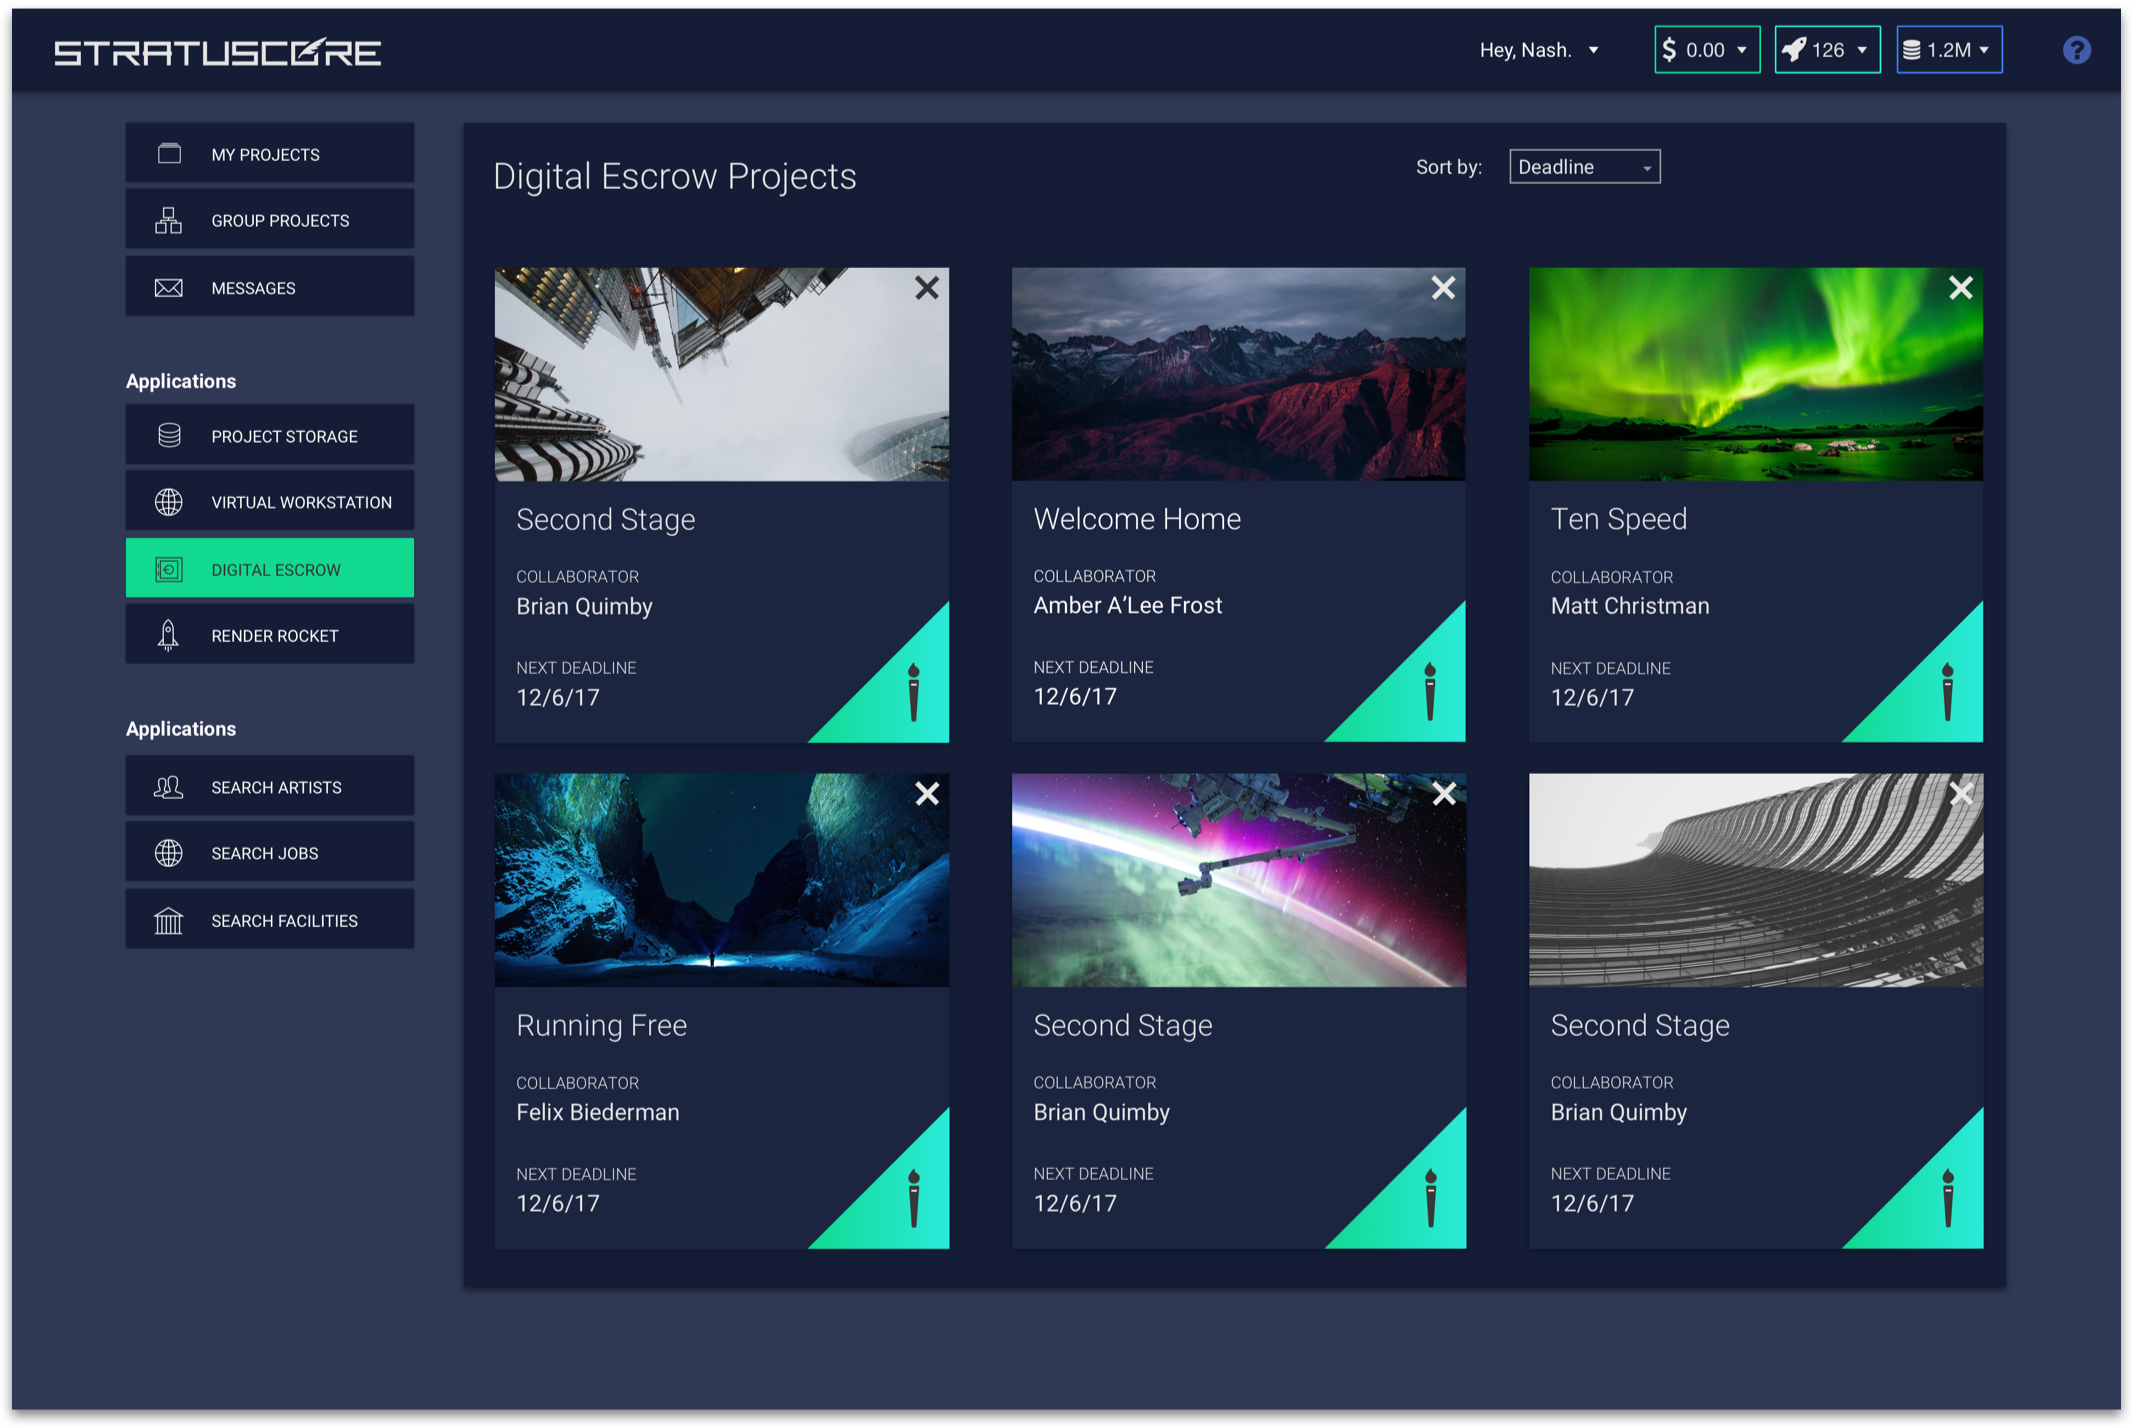 STRATUSCORE
Hey, Nash.
$ 0.00
126
1.2M
?
MY PROJECTS
GROUP PROJECTS
MESSAGES
Applications
PROJECT STORAGE
VIRTUAL WORKSTATION
DIGITAL ESCROW
RENDER ROCKET
Applications
SEARCH ARTISTS
SEARCH JOBS
SEARCH FACILITIES
Digital Escrow Projects
Sort by: Deadline
Second Stage
COLLABORATOR
Brian Quimby
NEXT DEADLINE
12/6/17
Welcome Home
COLLABORATOR
Amber A’Lee Frost
NEXT DEADLINE
12/6/17
Ten Speed
COLLABORATOR
Matt Christman
NEXT DEADLINE
12/6/17
Running Free
COLLABORATOR
Felix Biederman
NEXT DEADLINE
12/6/17
Second Stage
COLLABORATOR
Brian Quimby
NEXT DEADLINE
12/6/17
Second Stage
COLLABORATOR
Brian Quimby
NEXT DEADLINE
12/6/17